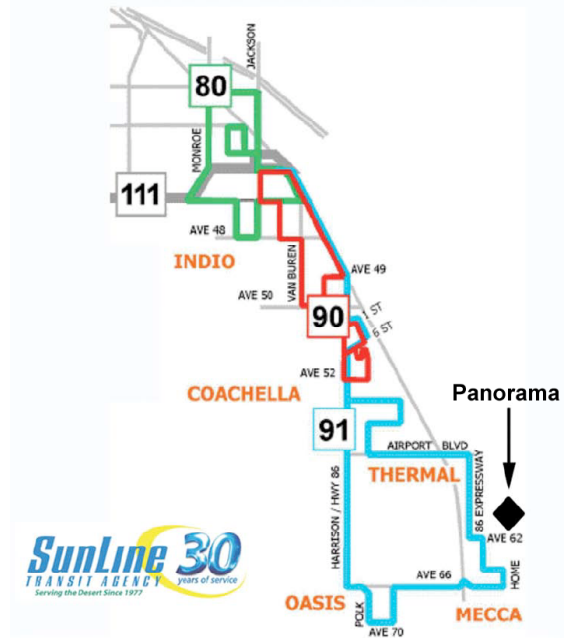 JACKSON
80
MONROE
111
AVE 48
INDIO
VAN BUREN
AVE 49
AVE 50
1 ST
90
6 ST
AVE 52
COACHELLA
Panorama
91
AIRPORT BLVD
THERMAL
HARRISON / HWY 86
86 EXPRESSWAY
AVE 62
SunLine
TRANSIT AGENCY
Serving the Desert Since 1977
30
years of service
AVE 66
HOME
OASIS
POLK
MECCA
AVE 70